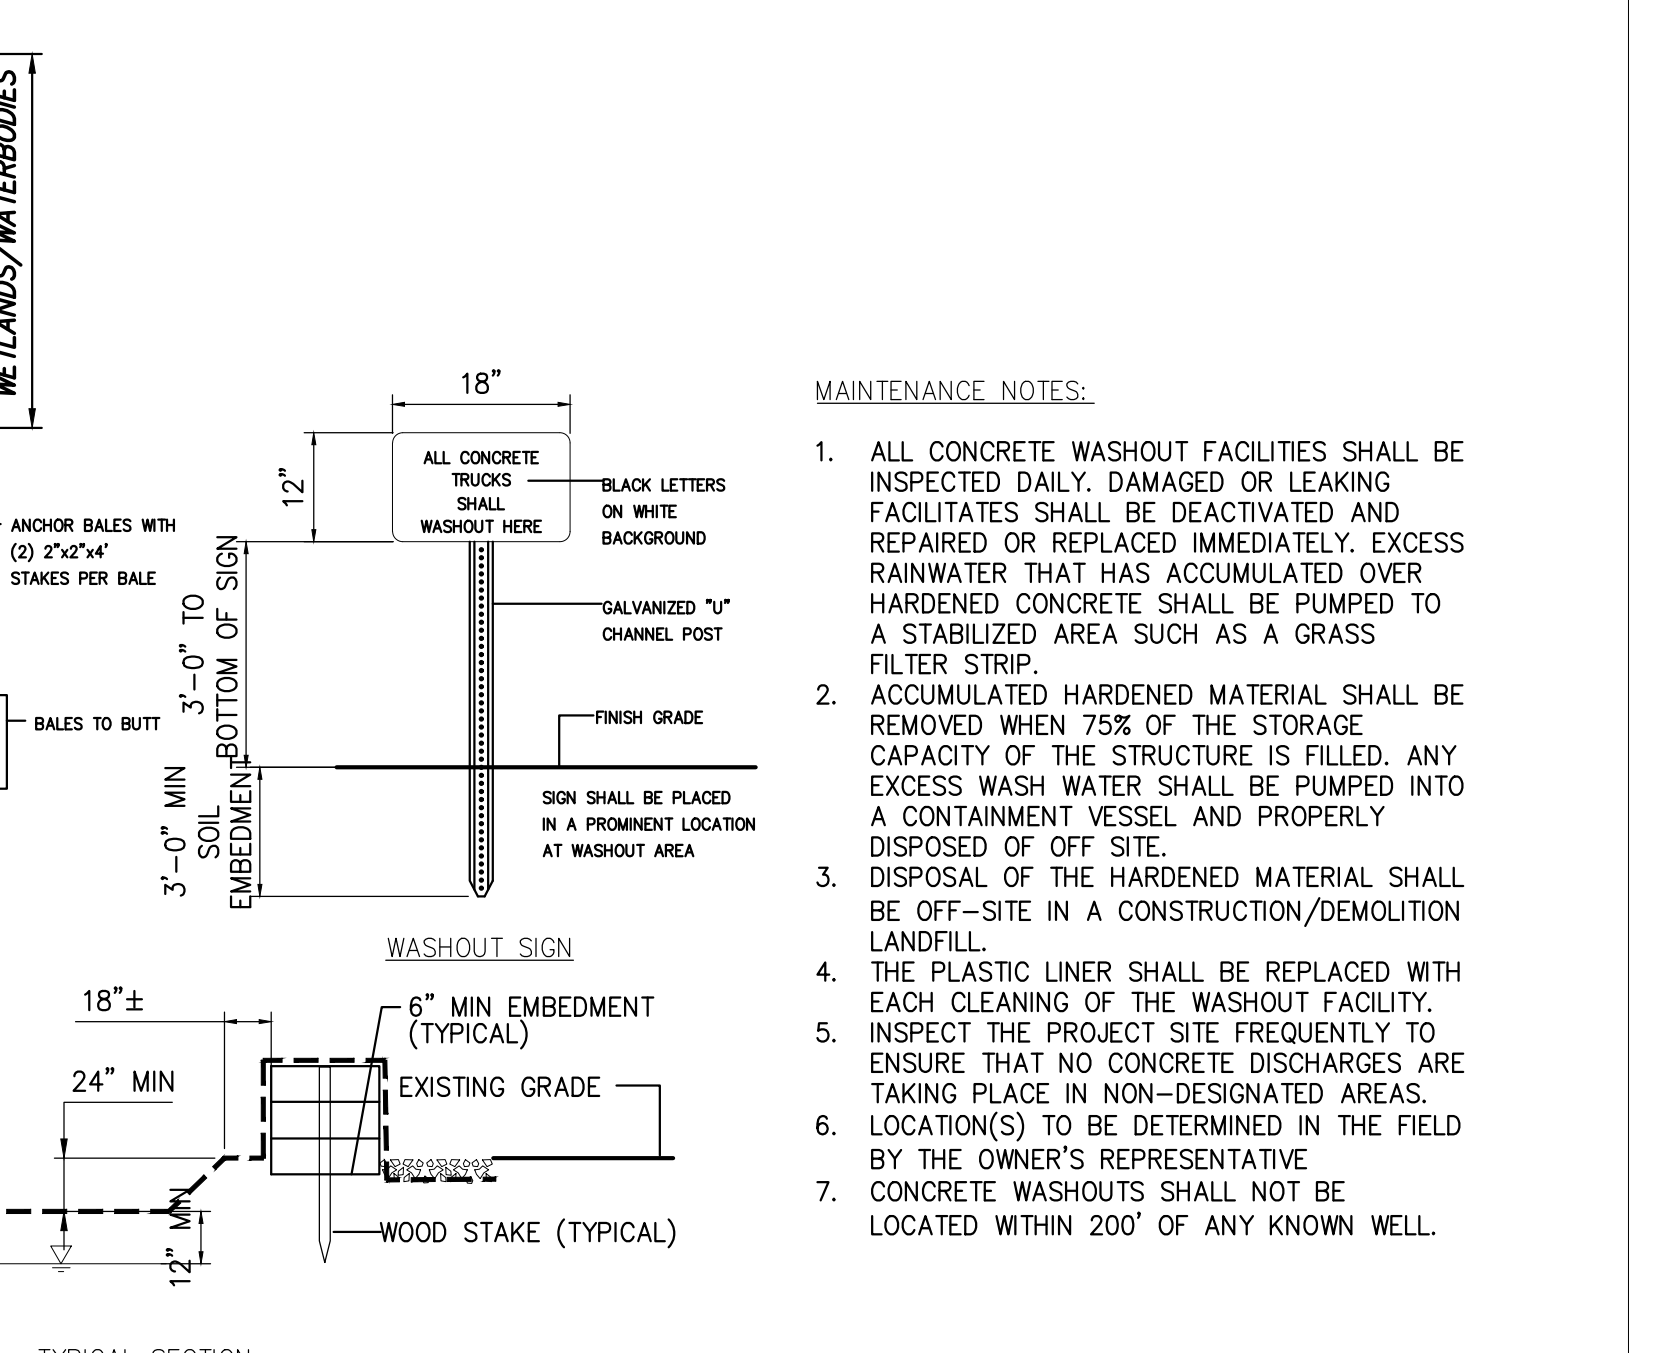 WETLANDS/WATERBODIES
18"
12"
ALL CONCRETE
TRUCKS
SHALL
WASHOUT HERE
BLACK LETTERS
ON WHITE
BACKGROUND
ANCHOR BALES WITH
(2) 2"x2"x4'
STAKES PER BALE
3'-0" TO
BOTTOM OF SIGN
GALVANIZED "U"
CHANNEL POST
BALES TO BUTT
FINISH GRADE
3'-0" MIN
SOIL
EMBEDMENT
SIGN SHALL BE PLACED
IN A PROMINENT LOCATION
AT WASHOUT AREA
WASHOUT SIGN
18"±
6" MIN EMBEDMENT
(TYPICAL)
24" MIN
EXISTING GRADE
12" MIN
WOOD STAKE (TYPICAL)
TYPICAL SECTION
MAINTENANCE NOTES:
1. ALL CONCRETE WASHOUT FACILITIES SHALL BE
INSPECTED DAILY. DAMAGED OR LEAKING
FACILITATES SHALL BE DEACTIVATED AND
REPAIRED OR REPLACED IMMEDIATELY. EXCESS
RAINWATER THAT HAS ACCUMULATED OVER
HARDENED CONCRETE SHALL BE PUMPED TO
A STABILIZED AREA SUCH AS A GRASS
FILTER STRIP.
2. ACCUMULATED HARDENED MATERIAL SHALL BE
REMOVED WHEN 75% OF THE STORAGE
CAPACITY OF THE STRUCTURE IS FILLED. ANY
EXCESS WASH WATER SHALL BE PUMPED INTO
A CONTAINMENT VESSEL AND PROPERLY
DISPOSED OF OFF SITE.
3. DISPOSAL OF THE HARDENED MATERIAL SHALL
BE OFF-SITE IN A CONSTRUCTION/DEMOLITION
LANDFILL.
4. THE PLASTIC LINER SHALL BE REPLACED WITH
EACH CLEANING OF THE WASHOUT FACILITY.
5. INSPECT THE PROJECT SITE FREQUENTLY TO
ENSURE THAT NO CONCRETE DISCHARGES ARE
TAKING PLACE IN NON-DESIGNATED AREAS.
6. LOCATION(S) TO BE DETERMINED IN THE FIELD
BY THE OWNER'S REPRESENTATIVE
7. CONCRETE WASHOUTS SHALL NOT BE
LOCATED WITHIN 200' OF ANY KNOWN WELL.